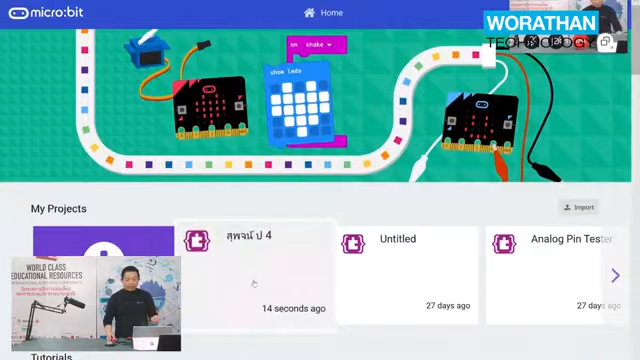 micro:bit
Home
WORATHAN
TECHNOLOGY
on shake
show leds
My Projects
Import
สุพจน์ ป 4
14 seconds ago
Untitled
27 days ago
Analog Pin Tester
27 days ago
WORLD CLASS
EDUCATIONAL RESOURCES
Tutorials